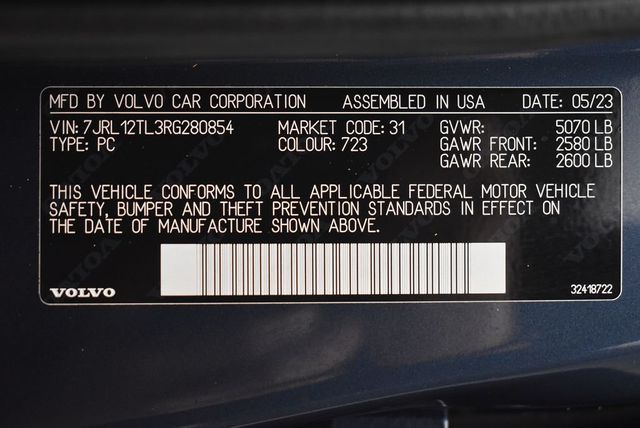 MFD BY VOLVO CAR CORPORATION ASSEMBLED IN USA DATE: 05/23
VIN: 7JRL12TL3RG280854 MARKET CODE: 31 GVWR: 5070 LB
TYPE: PC COLOUR: 723 GAWR FRONT: 2580 LB
GAWR REAR: 2600 LB
THIS VEHICLE CONFORMS TO ALL APPLICABLE FEDERAL MOTOR VEHICLE
SAFETY, BUMPER AND THEFT PREVENTION STANDARDS IN EFFECT ON
THE DATE OF MANUFACTURE SHOWN ABOVE.
VOLVO 32418722